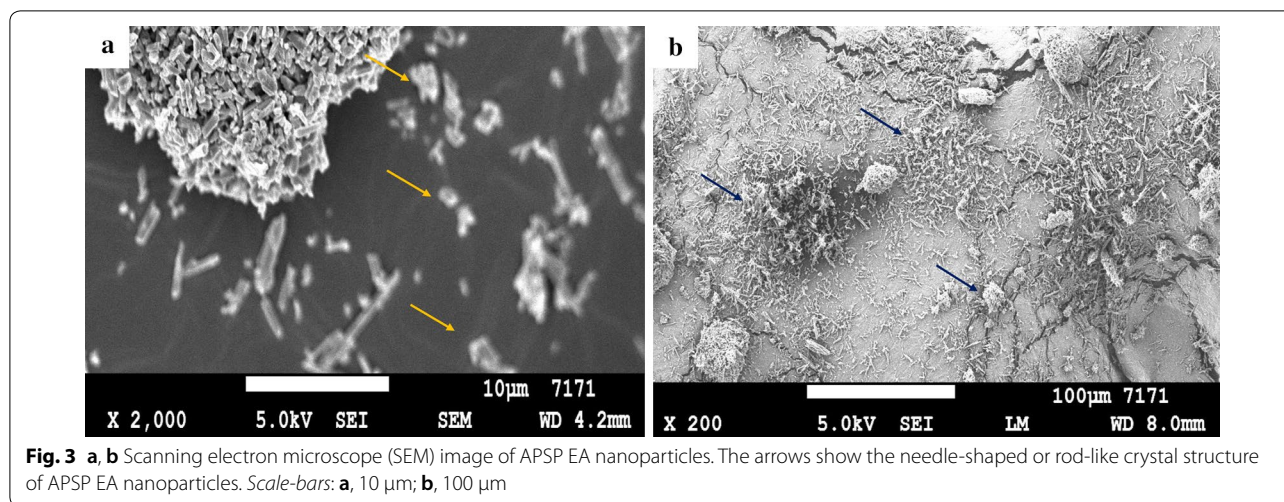 a
b
10μm 7171
X 2,000 5.0kV SEI SEM WD 4.2mm
100μm 7171
X 200 5.0kV SEI LM WD 8.0mm
Fig. 3 a, b Scanning electron microscope (SEM) image of APSP EA nanoparticles. The arrows show the needle-shaped or rod-like crystal structure
of APSP EA nanoparticles. Scale-bars: a, 10 μm; b, 100 μm